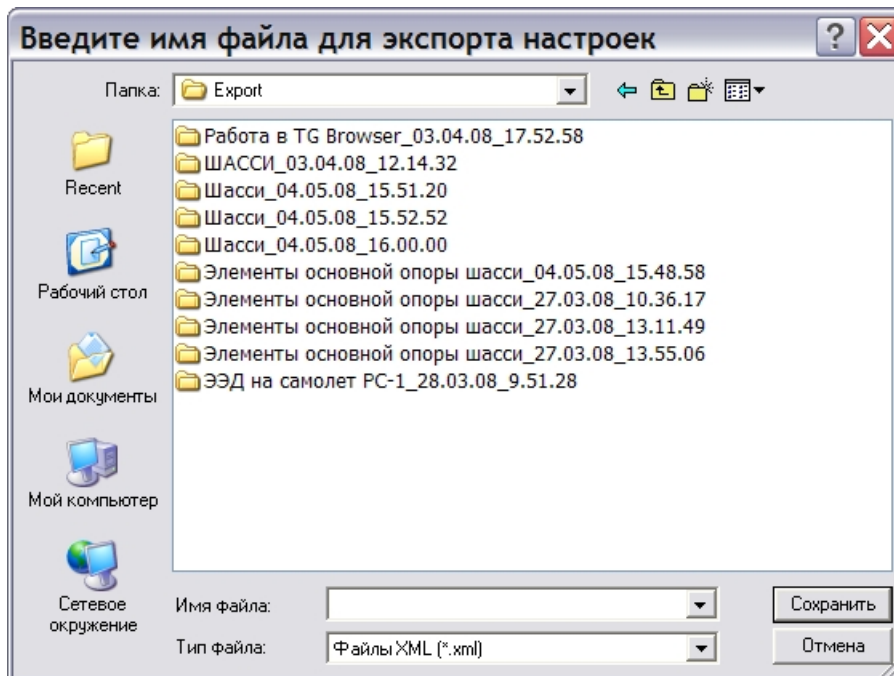 Введите имя файла для экспорта настроек
Папка: Export
Работа в TG Browser_03.04.08_17.52.58
ШАССИ_03.04.08_12.14.32
Шасси_04.05.08_15.51.20
Шасси_04.05.08_15.52.52
Шасси_04.05.08_16.00.00
Элементы основной опоры шасси_04.05.08_15.48.58
Элементы основной опоры шасси_27.03.08_10.36.17
Элементы основной опоры шасси_27.03.08_13.11.49
Элементы основной опоры шасси_27.03.08_13.55.06
ЭЭД на самолет РС-1_28.03.08_9.51.28
Recent
Рабочий стол
Мои документы
Мой компьютер
Сетевое
окружение
Имя файла:
Сохранить
Тип файла: Файлы XML (*.xml)
Отмена